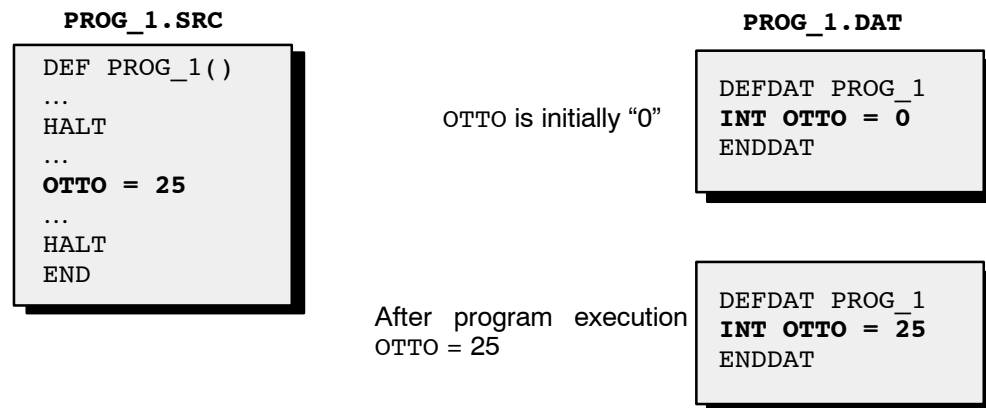 PROG_1.SRC
DEF PROG_1()
...
HALT
...
OTTO = 25
...
HALT
END
PROG_1.DAT
OTTO is initially “0”
DEFDAT PROG_1
INT OTTO = 0
ENDDAT
After program execution
OTTO = 25
DEFDAT PROG_1
INT OTTO = 25
ENDDAT